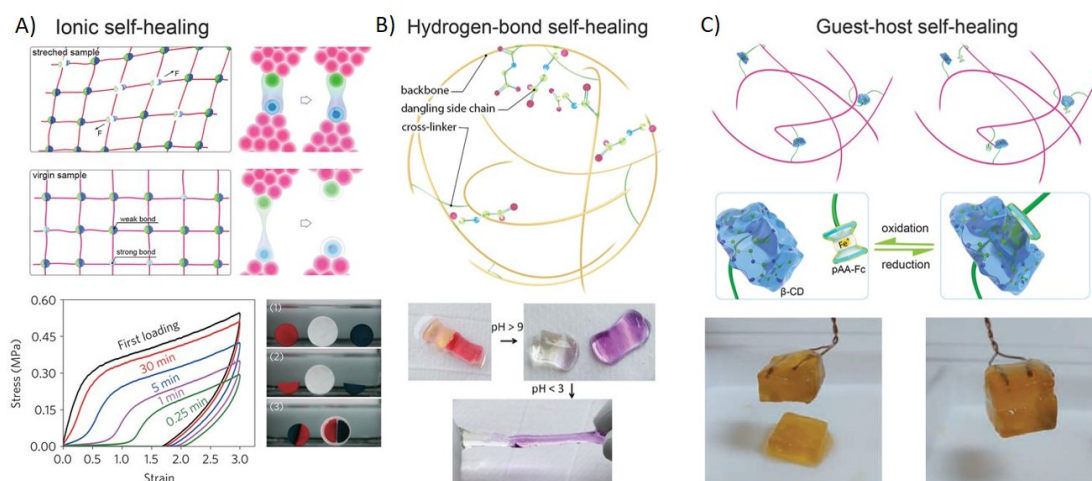 A) Ionic self-healing
streched sample
F
F
virgin sample
weak bond
strong bond
0.60
0.45
0.30
0.15
0.00
Stress (MPa)
First loading
30 min
5 min
1 min
0.25 min
0.0 0.5 1.0 1.5 2.0 2.5 3.0
Strain
(1)
(2)
(3)
B) Hydrogen-bond self-healing
backbone
dangling side chain
cross-linker
pH > 9
pH < 3
C) Guest-host self-healing
oxidation
reduction
Fe
pAA-Fc
β-CD